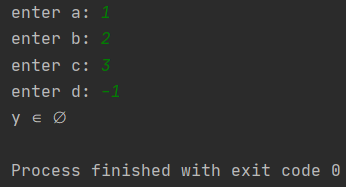 enter a: 1
enter b: 2
enter c: 3
enter d: -1
y ∈ ∅
Process finished with exit code 0